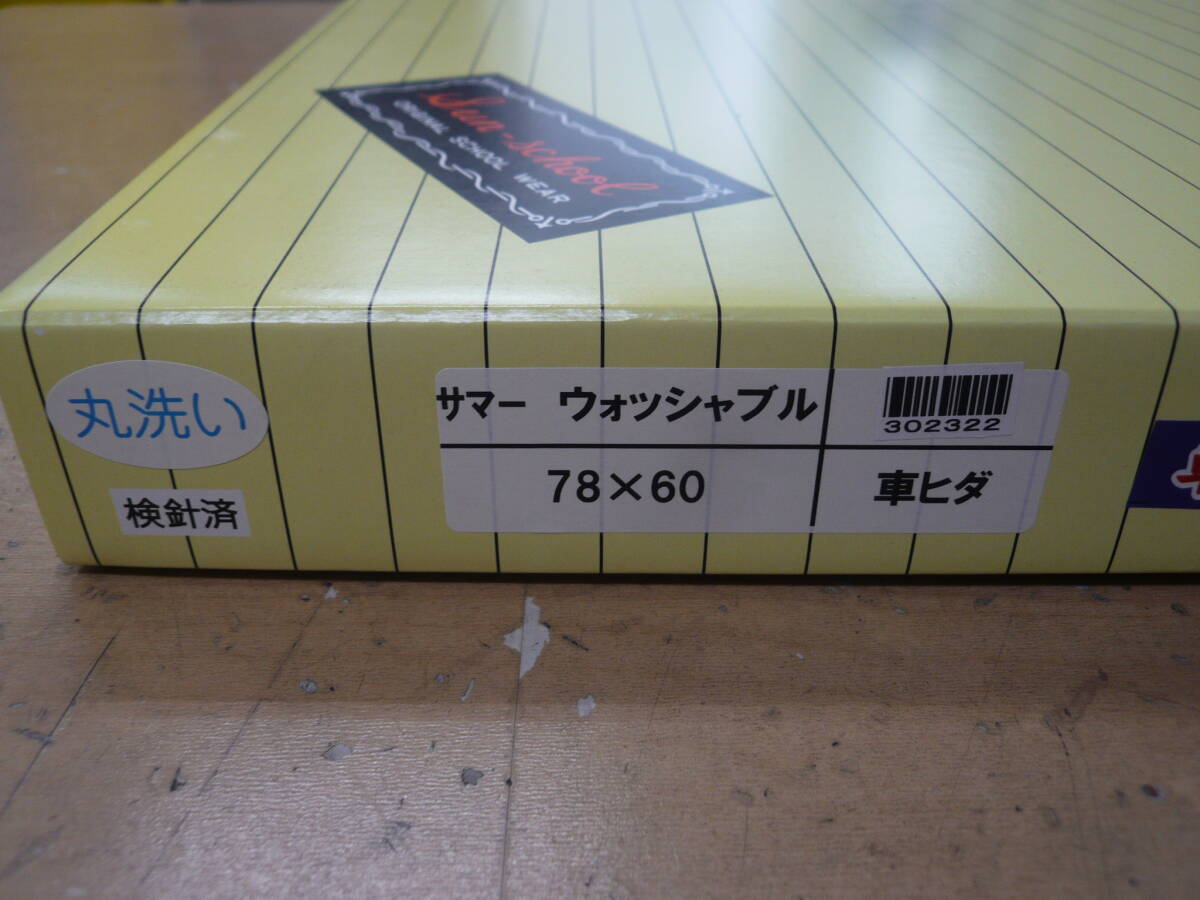 Sun-school
ORIGINAL SCHOOL WEAR
丸洗い
検針済
サマー ウォッシャブル
302322
78×60
車ヒダ